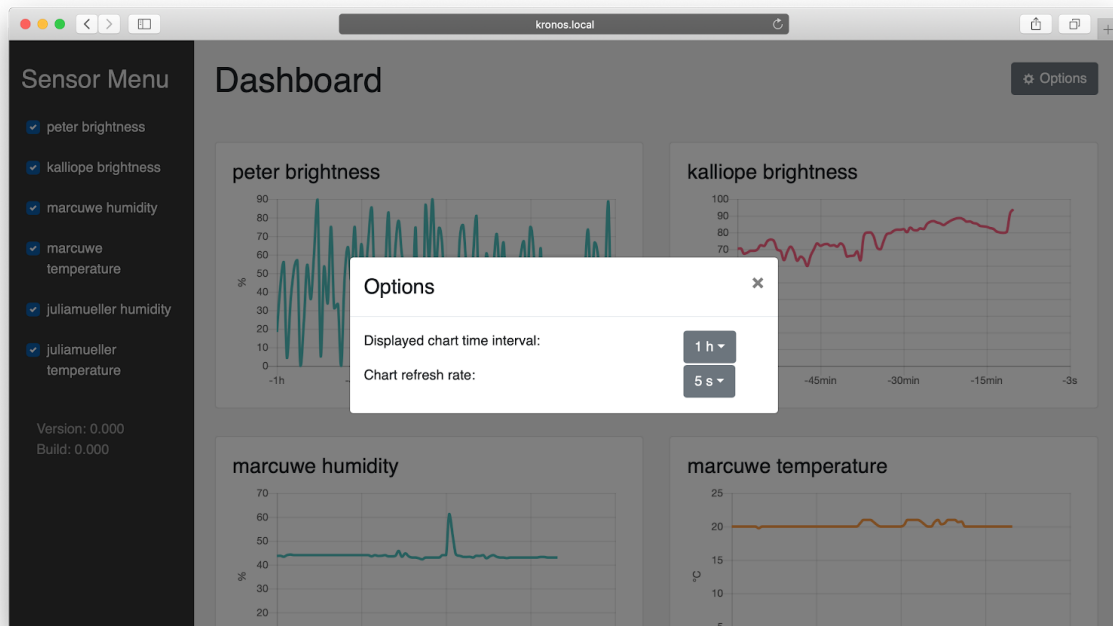 kronos.local
Sensor Menu
peter brightness
kalliope brightness
marcuwe humidity
marcuwe
temperature
juliamueller humidity
juliamueller
temperature
Version: 0.000
Build: 0.000
Dashboard
Options
peter brightness
90
80
70
60
50
40
30
20
10
0
%
-1h
kalliope brightness
100
90
80
70
-45min
-30min
-15min
-3s
Options
×
Displayed chart time interval:
1 h
Chart refresh rate:
5 s
marcuwe humidity
70
60
50
40
30
20
%
marcuwe temperature
25
20
15
10
°C